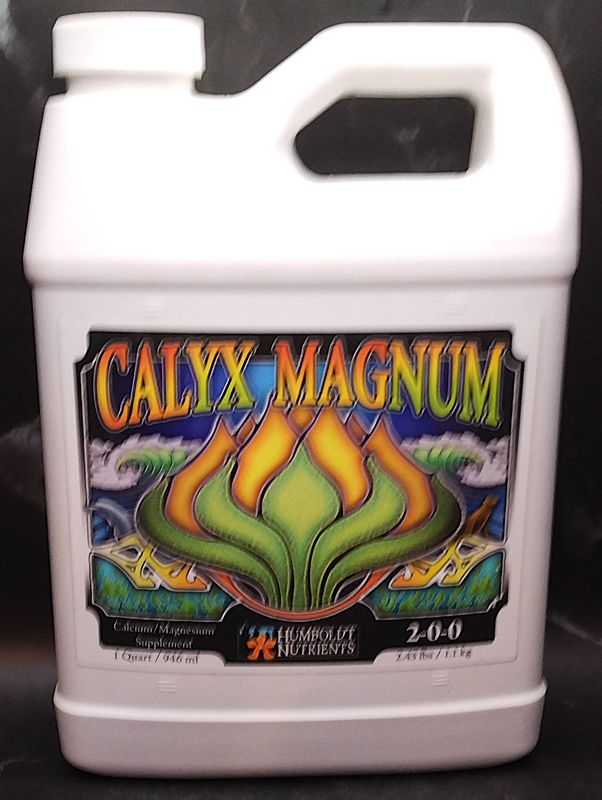 CALYX MAGNUM
Calcium/Magnesium
Supplement
1 Quart / 946 ml
HUMBOLDT
NUTRIENTS
2-0-0
2.43 lbs / 1.1 kg